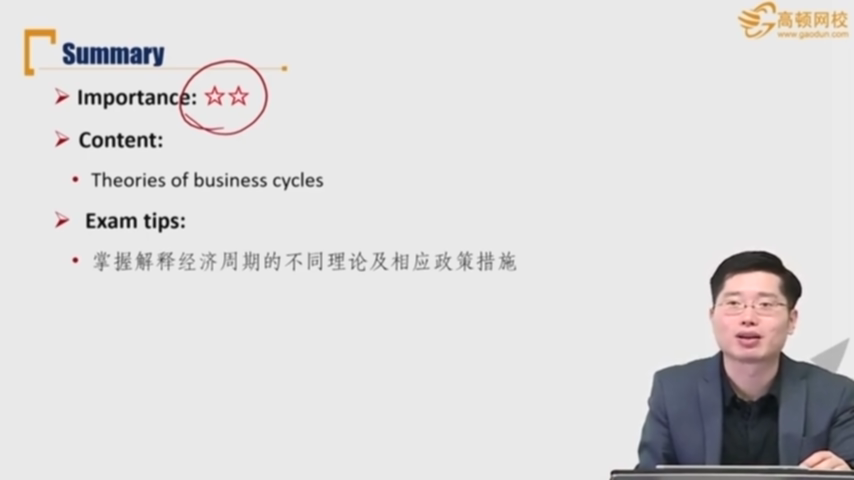 高顿网校
www.gaodun.com
Summary
Importance: ☆☆
Content:
Theories of business cycles
Exam tips:
掌握解释经济周期的不同理论及相应政策措施